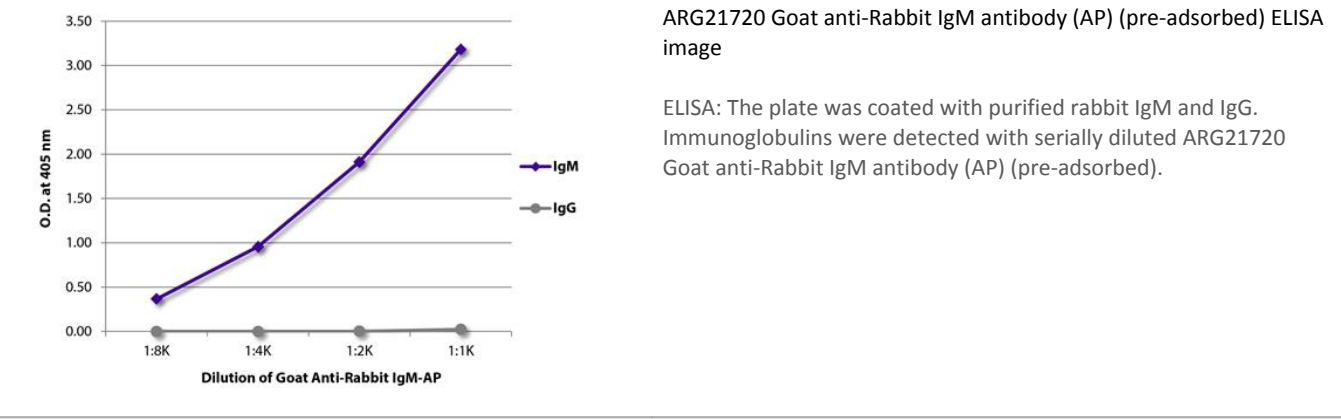 3.50
3.00
2.50
2.00
1.50
1.00
0.50
0.00
O.D. at 405 nm
1:8K 1:4K 1:2K 1:1K
Dilution of Goat Anti-Rabbit IgM-AP
IgM
IgG
ARG21720 Goat anti-Rabbit IgM antibody (AP) (pre-adsorbed) ELISA
image
ELISA: The plate was coated with purified rabbit IgM and IgG.
Immunoglobulins were detected with serially diluted ARG21720
Goat anti-Rabbit IgM antibody (AP) (pre-adsorbed).